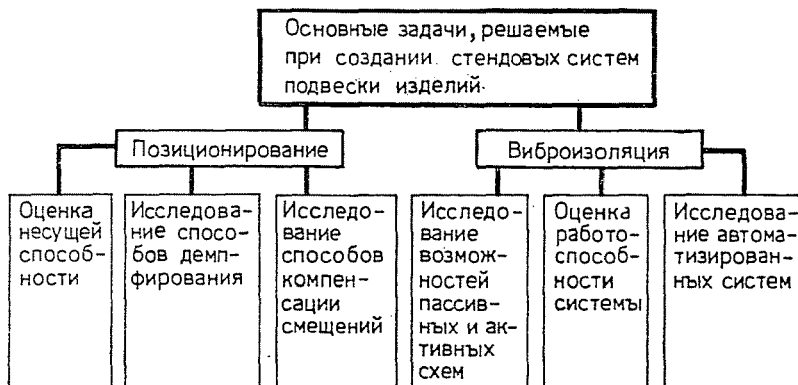 Основные задачи, решаемые
при создании стендовых систем
подвески изделий
Позиционирование
Виброизоляция
Оценка
несущей
способ-
ности
Исследова-
ние спосо-
бов демп-
фирования
Исследо-
вание
способов
компен-
сации
смещений
Исследо-
вание
возмож-
ностей
пассив-
ных и ак-
тивных
схем
Оценка
работо-
способ-
ности
системы
Исследова-
ние автома-
тизирован-
ных систем